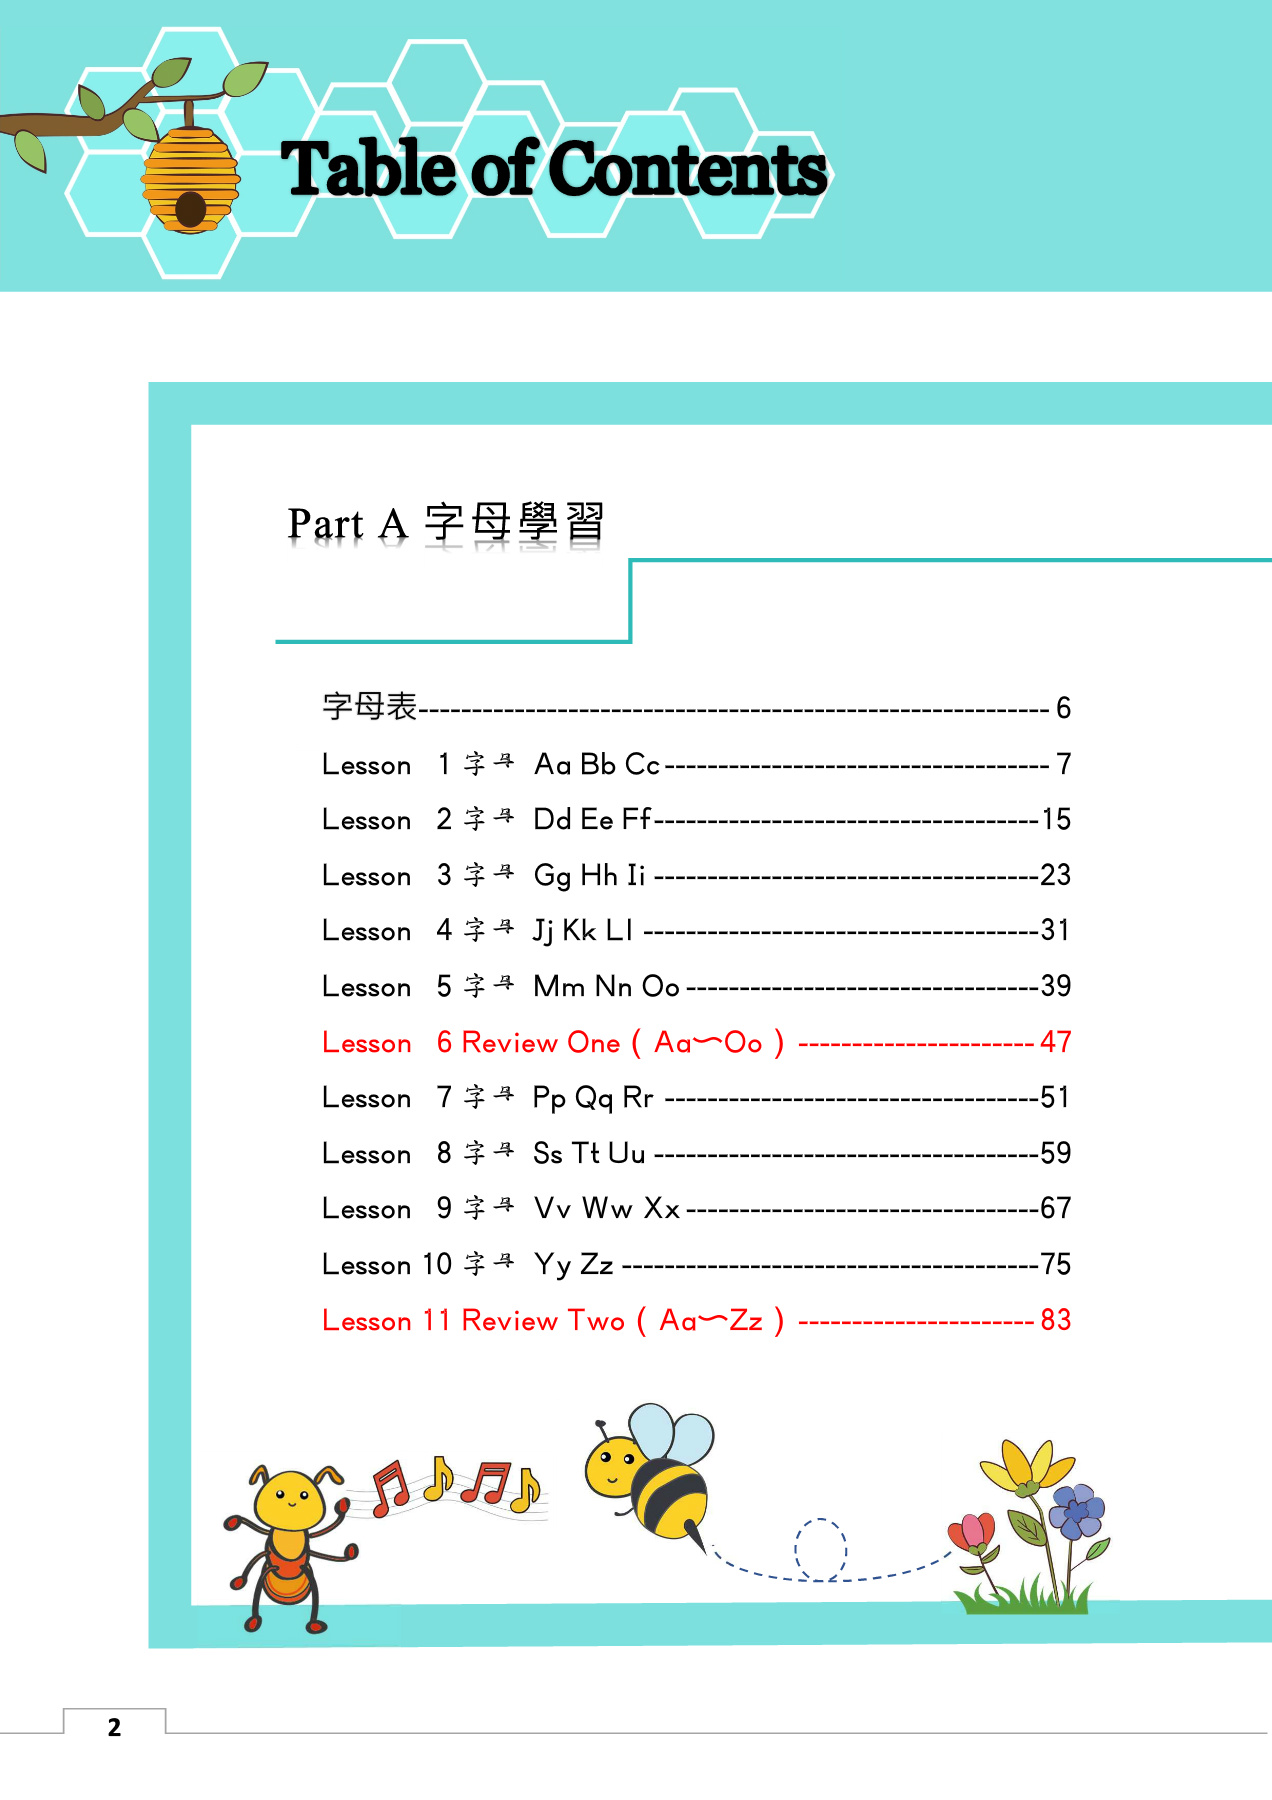 Table of Contents
Part A 字母學習
字母表----------------------------------------------------------- 6
Lesson 1 字母 Aa Bb Cc------------------------------------ 7
Lesson 2 字母 Dd Ee Ff------------------------------------15
Lesson 3 字母 Gg Hh Ii ------------------------------------23
Lesson 4 字母 Jj Kk Ll -------------------------------------31
Lesson 5 字母 Mm Nn Oo ---------------------------------39
Lesson 6 Review One ( Aa~Oo ) ---------------------- 47
Lesson 7 字母 Pp Qq Rr -----------------------------------51
Lesson 8 字母 Ss Tt Uu ------------------------------------59
Lesson 9 字母 Vv Ww Xx ---------------------------------67
Lesson 10 字母 Yy Zz ---------------------------------------75
Lesson 11 Review Two ( Aa~Zz ) ---------------------- 83
2